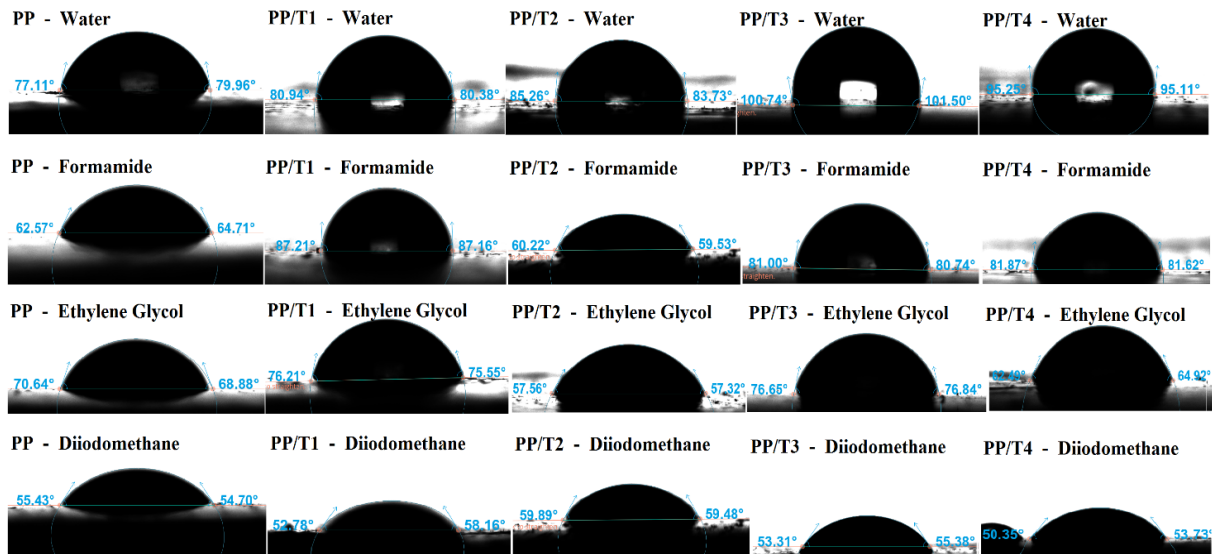 PP - Water
PP/T1 - Water
PP/T2 - Water
PP/T3 - Water
PP/T4 - Water
77.11°
79.96°
80.94°
80.38°
85.26°
83.73°
100.74°
101.50°
95.25°
95.11°
PP - Formamide
PP/T1 - Formamide
PP/T2 - Formamide
PP/T3 - Formamide
PP/T4 - Formamide
62.57°
64.71°
87.21°
87.16°
60.22°
59.53°
81.00°
80.74°
traighten.
81.87°
81.62°
PP - Ethylene Glycol
PP/T1 - Ethylene Glycol
PP/T2 - Ethylene Glycol
PP/T3 - Ethylene Glycol
PP/T4 - Ethylene Glycol
70.64°
68.88°
76.21°
75.55°
57.56°
57.32°
76.65°
76.84°
64.92°
PP - Diiodomethane
PP/T1 - Diiodomethane
PP/T2 - Diiodomethane
PP/T3 - Diiodomethane
PP/T4 - Diiodomethane
55.43°
54.70°
52.78°
58.16°
59.89°
59.48°
53.31°
55.38°
50.35°
53.73°